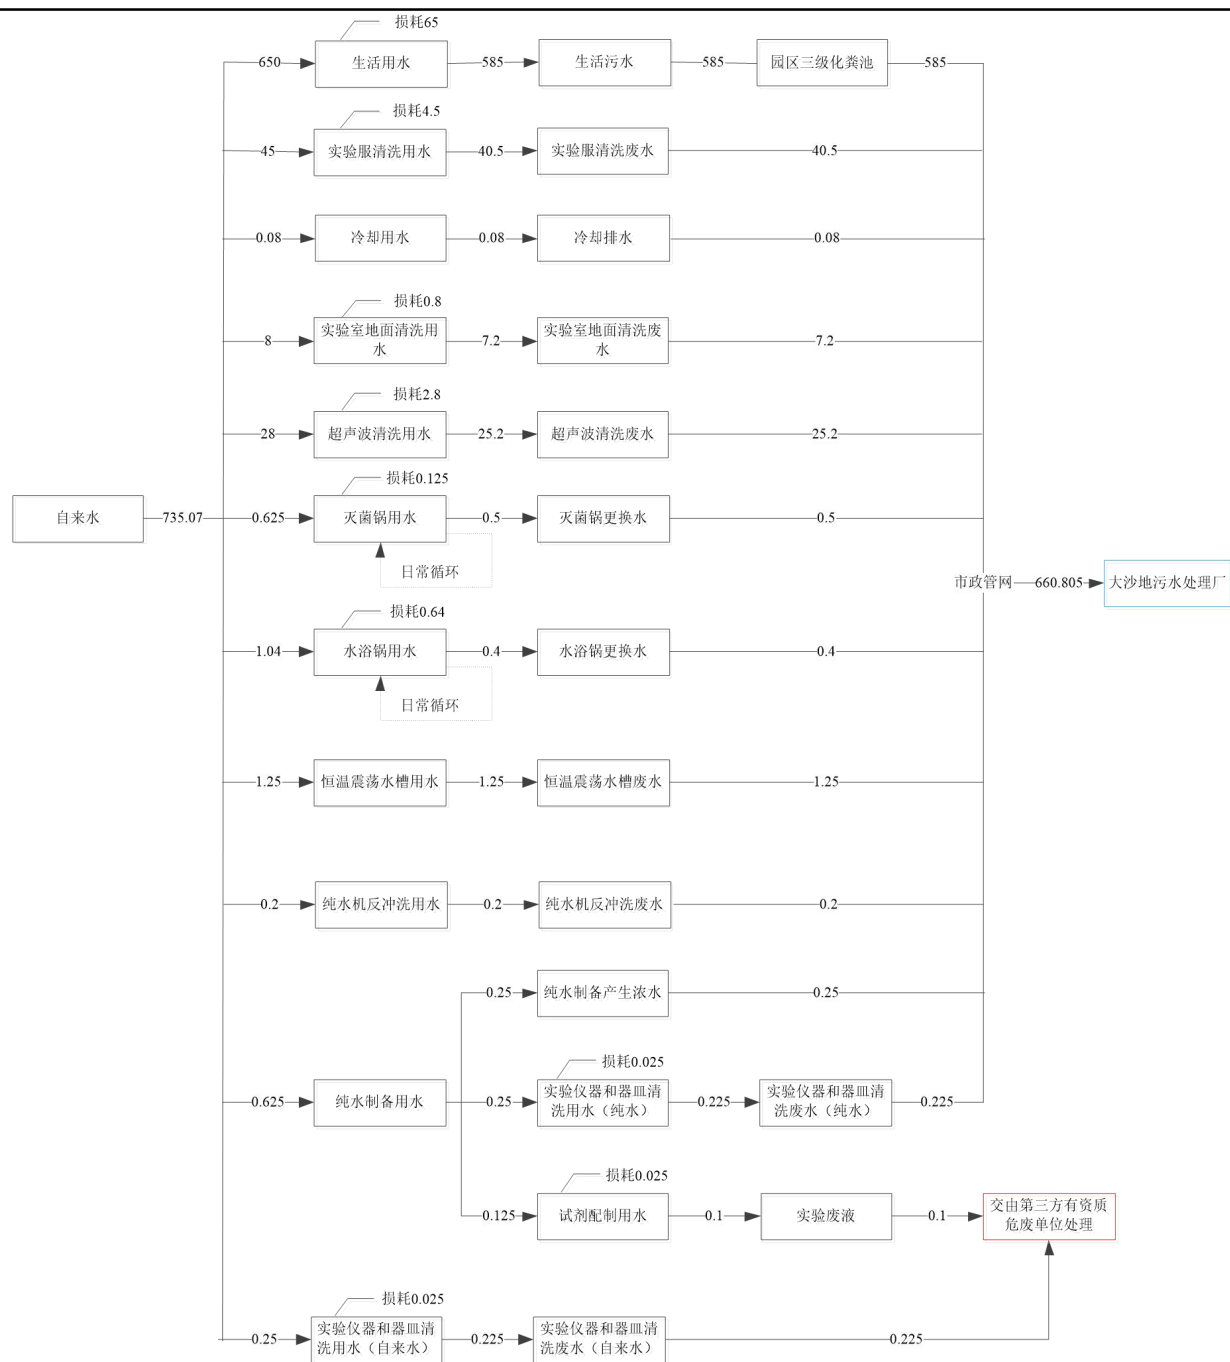 损耗65
650
生活用水
585
生活污水
585
园区三级化粪池
585
损耗4.5
45
实验服清洗用水
40.5
实验服清洗废水
40.5
0.08
冷却用水
0.08
冷却排水
0.08
损耗0.8
8
实验室地面清洗用
水
7.2
实验室地面清洗废
水
7.2
损耗2.8
28
超声波清洗用水
25.2
超声波清洗废水
25.2
损耗0.125
自来水
735.07
0.625
灭菌锅用水
0.5
灭菌锅更换水
0.5
日常循环
市政管网
660.805
大沙地污水处理厂
损耗0.64
1.04
水浴锅用水
0.4
水浴锅更换水
0.4
日常循环
1.25
恒温震荡水槽用水
1.25
恒温震荡水槽废水
1.25
0.2
纯水机反冲洗用水
0.2
纯水机反冲洗废水
0.2
0.25
纯水制备产生浓水
0.25
损耗0.025
0.625
纯水制备用水
0.25
实验仪器和器皿清
洗用水（纯水）
0.225
实验仪器和器皿清
洗废水（纯水）
0.225
损耗0.025
0.125
试剂配制用水
0.1
实验废液
0.1
交由第三方有资质
危废单位处理
损耗0.025
0.25
实验仪器和器皿清
洗用水（自来水）
0.225
实验仪器和器皿清
洗废水（自来水）
0.225